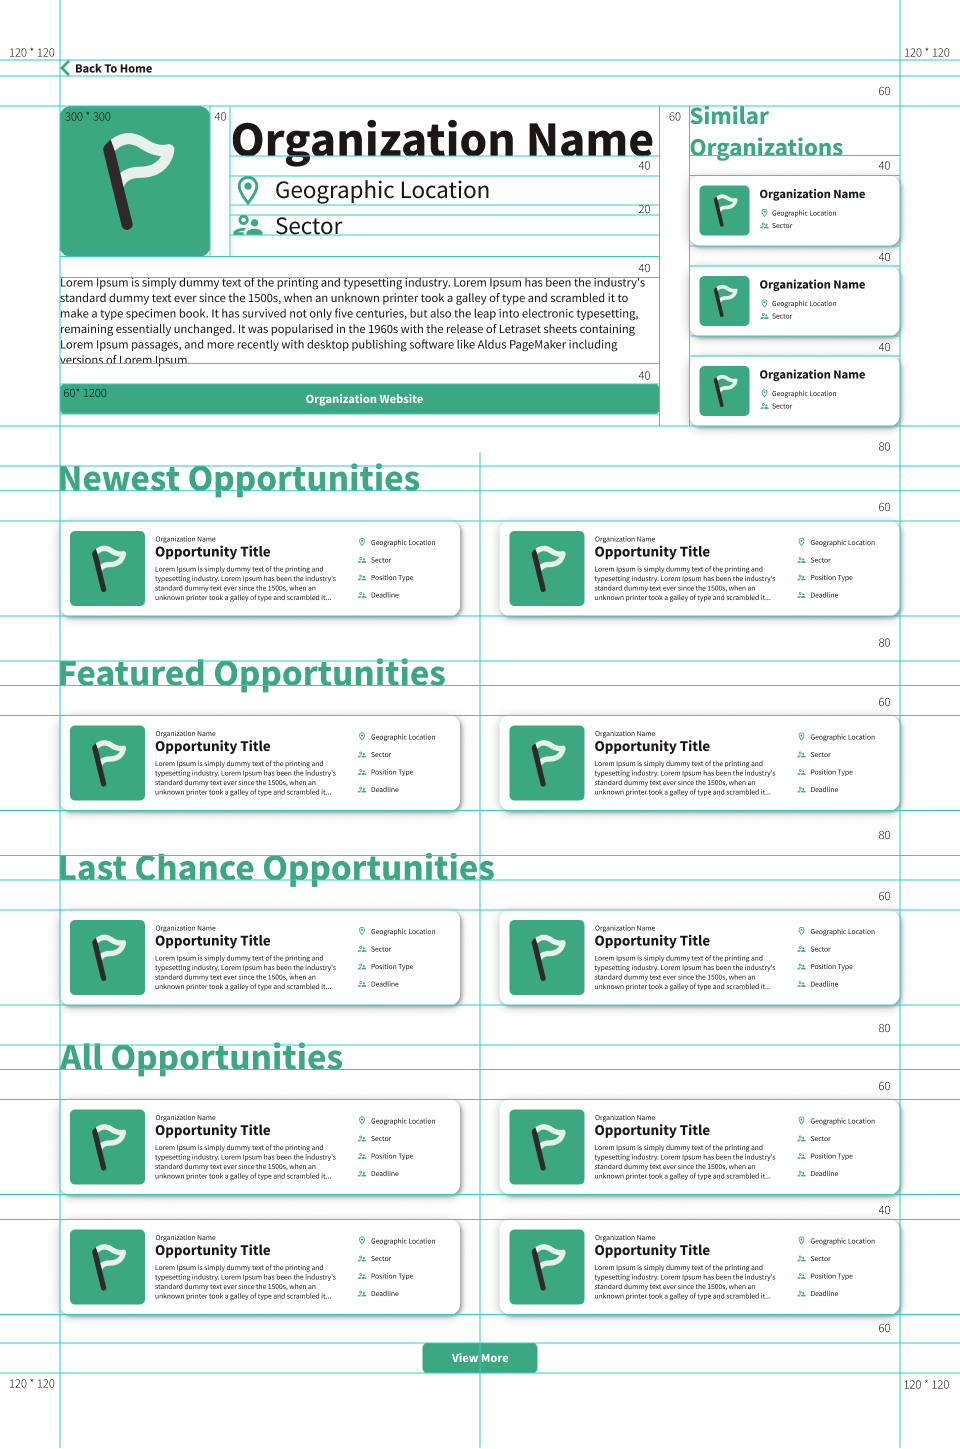 120 * 120
120 * 120
Back To Home
60
300 * 300
40
Organization Name
40
Geographic Location
20
Sector
40
Lorem Ipsum is simply dummy text of the printing and typesetting industry. Lorem Ipsum has been the industry's
standard dummy text ever since the 1500s, when an unknown printer took a galley of type and scrambled it to
make a type specimen book. It has survived not only five centuries, but also the leap into electronic typesetting,
remaining essentially unchanged. It was popularised in the 1960s with the release of Letraset sheets containing
Lorem Ipsum passages, and more recently with desktop publishing software like Aldus PageMaker including
versions of Lorem Ipsum.
40
60* 1200
Organization Website
60
Similar
Organizations
40
Organization Name
Geographic Location
Sector
40
Organization Name
Geographic Location
Sector
40
Organization Name
Geographic Location
Sector
80
Newest Opportunities
60
Organization Name
Opportunity Title
Lorem Ipsum is simply dummy text of the printing and
typesetting industry. Lorem Ipsum has been the industry's
standard dummy text ever since the 1500s, when an
unknown printer took a galley of type and scrambled it...
Geographic Location
Sector
Position Type
Deadline
Organization Name
Opportunity Title
Lorem Ipsum is simply dummy text of the printing and
typesetting industry. Lorem Ipsum has been the industry's
standard dummy text ever since the 1500s, when an
unknown printer took a galley of type and scrambled it...
Geographic Location
Sector
Position Type
Deadline
80
Featured Opportunities
60
Organization Name
Opportunity Title
Lorem Ipsum is simply dummy text of the printing and
typesetting industry. Lorem Ipsum has been the industry's
standard dummy text ever since the 1500s, when an
unknown printer took a galley of type and scrambled it...
Geographic Location
Sector
Position Type
Deadline
Organization Name
Opportunity Title
Lorem Ipsum is simply dummy text of the printing and
typesetting industry. Lorem Ipsum has been the industry's
standard dummy text ever since the 1500s, when an
unknown printer took a galley of type and scrambled it...
Geographic Location
Sector
Position Type
Deadline
80
Last Chance Opportunities
60
Organization Name
Opportunity Title
Lorem Ipsum is simply dummy text of the printing and
typesetting industry. Lorem Ipsum has been the industry's
standard dummy text ever since the 1500s, when an
unknown printer took a galley of type and scrambled it...
Geographic Location
Sector
Position Type
Deadline
Organization Name
Opportunity Title
Lorem Ipsum is simply dummy text of the printing and
typesetting industry. Lorem Ipsum has been the industry's
standard dummy text ever since the 1500s, when an
unknown printer took a galley of type and scrambled it...
Geographic Location
Sector
Position Type
Deadline
80
All Opportunities
60
Organization Name
Opportunity Title
Lorem Ipsum is simply dummy text of the printing and
typesetting industry. Lorem Ipsum has been the industry's
standard dummy text ever since the 1500s, when an
unknown printer took a galley of type and scrambled it...
Geographic Location
Sector
Position Type
Deadline
Organization Name
Opportunity Title
Lorem Ipsum is simply dummy text of the printing and
typesetting industry. Lorem Ipsum has been the industry's
standard dummy text ever since the 1500s, when an
unknown printer took a galley of type and scrambled it...
Geographic Location
Sector
Position Type
Deadline
40
Organization Name
Opportunity Title
Lorem Ipsum is simply dummy text of the printing and
typesetting industry. Lorem Ipsum has been the industry's
standard dummy text ever since the 1500s, when an
unknown printer took a galley of type and scrambled it...
Geographic Location
Sector
Position Type
Deadline
Organization Name
Opportunity Title
Lorem Ipsum is simply dummy text of the printing and
typesetting industry. Lorem Ipsum has been the industry's
standard dummy text ever since the 1500s, when an
unknown printer took a galley of type and scrambled it...
Geographic Location
Sector
Position Type
Deadline
60
View More
120 * 120
120 * 120